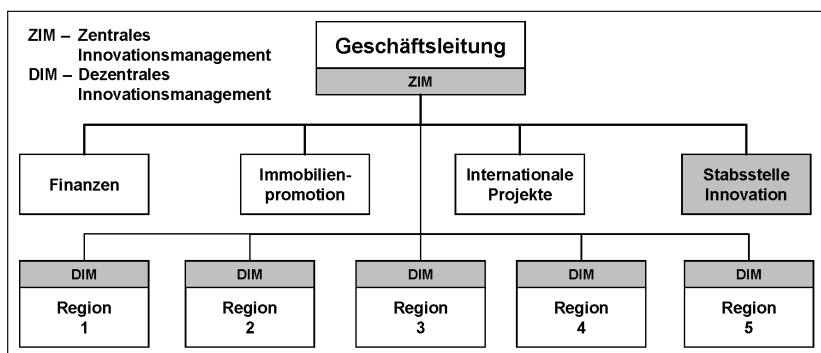 ZIM – Zentrales
Innovationsmanagement
DIM – Dezentrales
Innovationsmanagement
Geschäftsleitung
ZIM
Finanzen
Immobilien-
promotion
Internationale
Projekte
Stabsstelle
Innovation
DIM
Region
1
DIM
Region
2
DIM
Region
3
DIM
Region
4
DIM
Region
5